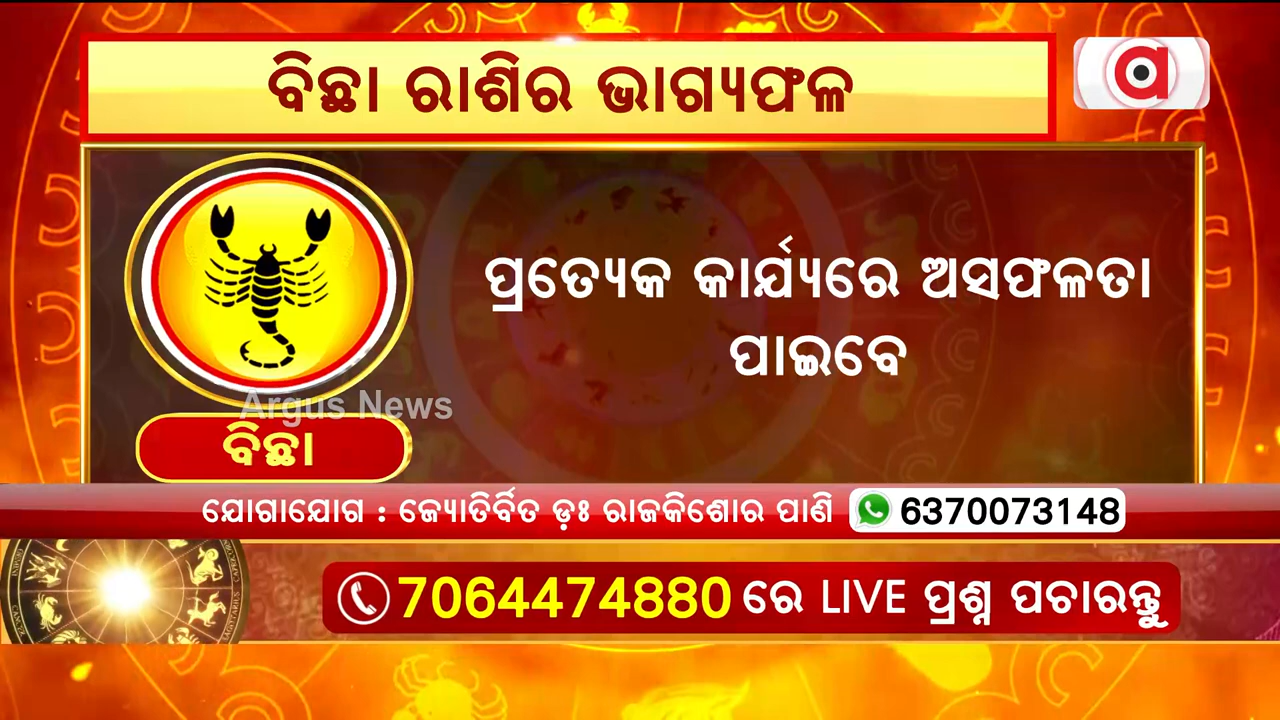 ବିଛା ରାଶିର ଭାଗ୍ୟଫଳ
ପ୍ରତ୍ୟେକ କାର୍ଯ୍ୟରେ ଅସଫଳତା
ପାଇବେ
Argus News
ବିଛା
ଯୋଗାଯୋଗ : ଜ୍ୟୋତିର୍ବିତ ଡ଼ଃ ରାଜକିଶୋର ପାଣି 6370073148
7064474880 ରେ LIVE ପ୍ରଶ୍ନ ପଚାରନ୍ତୁ